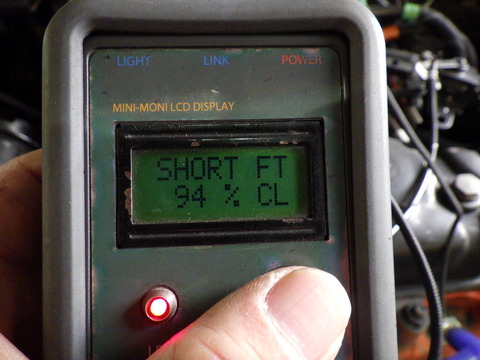 LIGHT LINK POWER
MINI-MONI LCD DISPLAY
SHORT FT
94 % CL